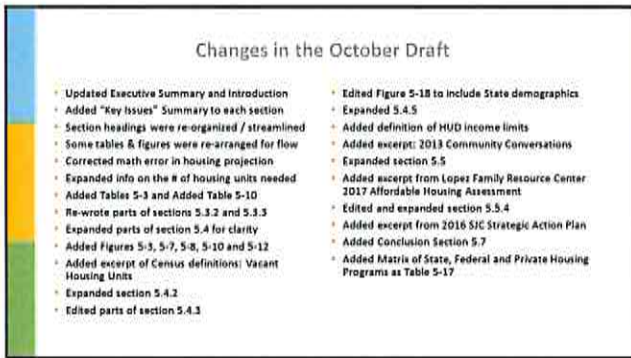 Changes in the October Draft
• Updated Executive Summary and Introduction
• Added "Key Issues" Summary to each section
• Section headings were re-organized / streamlined
• Some tables & figures were re-arranged for flow
• Corrected math error in housing projection
• Expanded info on the # of housing units needed
• Added Tables 5-3 and Added Table 5-10
• Re-wrote parts of sections 5.3.2 and 5.3.3
• Expanded parts of section 5.4 for clarity
• Added Figures 5-3, 5-7, 5-8, 5-10 and 5-12
• Added excerpt of Census definitions: Vacant
Housing Units
• Expanded section 5.4.2
• Edited parts of section 5.4.3
• Edited Figure 5-18 to include State demographics
• Expanded 5.4.5
• Added definition of HUD income limits
• Added excerpt: 2013 Community Conversations
• Expanded section 5.5
• Added excerpt from Lopez Family Resource Center
2017 Affordable Housing Assessment
• Edited and expanded section 5.5.4
• Added excerpt from 2016 SJC Strategic Action Plan
• Added Conclusion Section 5.7
• Added Matrix of State, Federal and Private Housing
Programs as Table 5-17